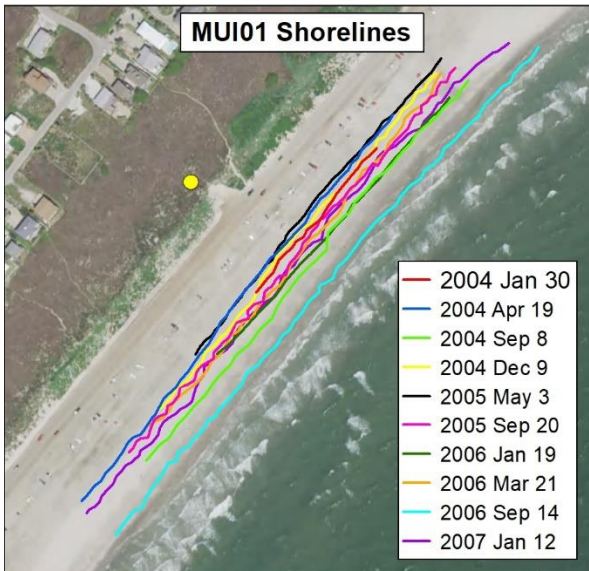 MUI01 Shorelines
2004 Jan 30
2004 Apr 19
2004 Sep 8
2004 Dec 9
2005 May 3
2005 Sep 20
2006 Jan 19
2006 Mar 21
2006 Sep 14
2007 Jan 12